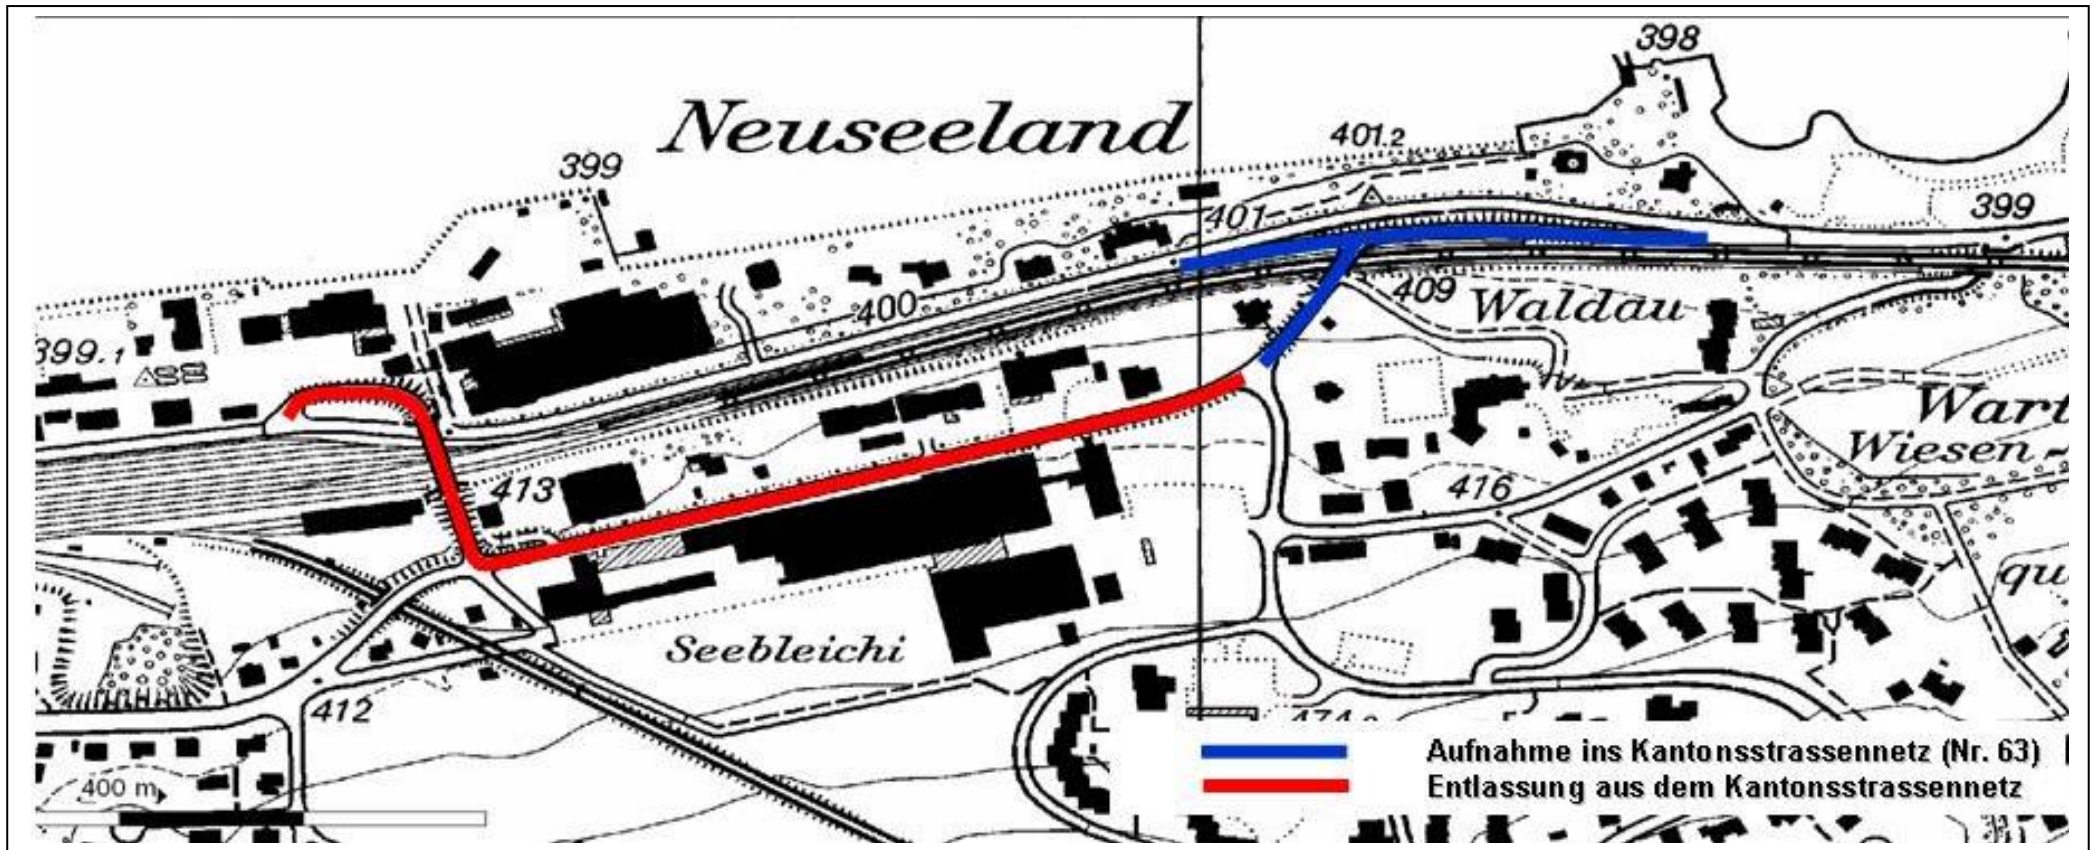 398
Neuseeland
401.2
399
401
399
400
409
Waldau
399.1
Wart
Wiesen-
413
416
qu
Seebleichi
412
Aufnahme ins Kantonsstrassennetz (Nr. 63)
Entlassung aus dem Kantonsstrassennetz
400 m